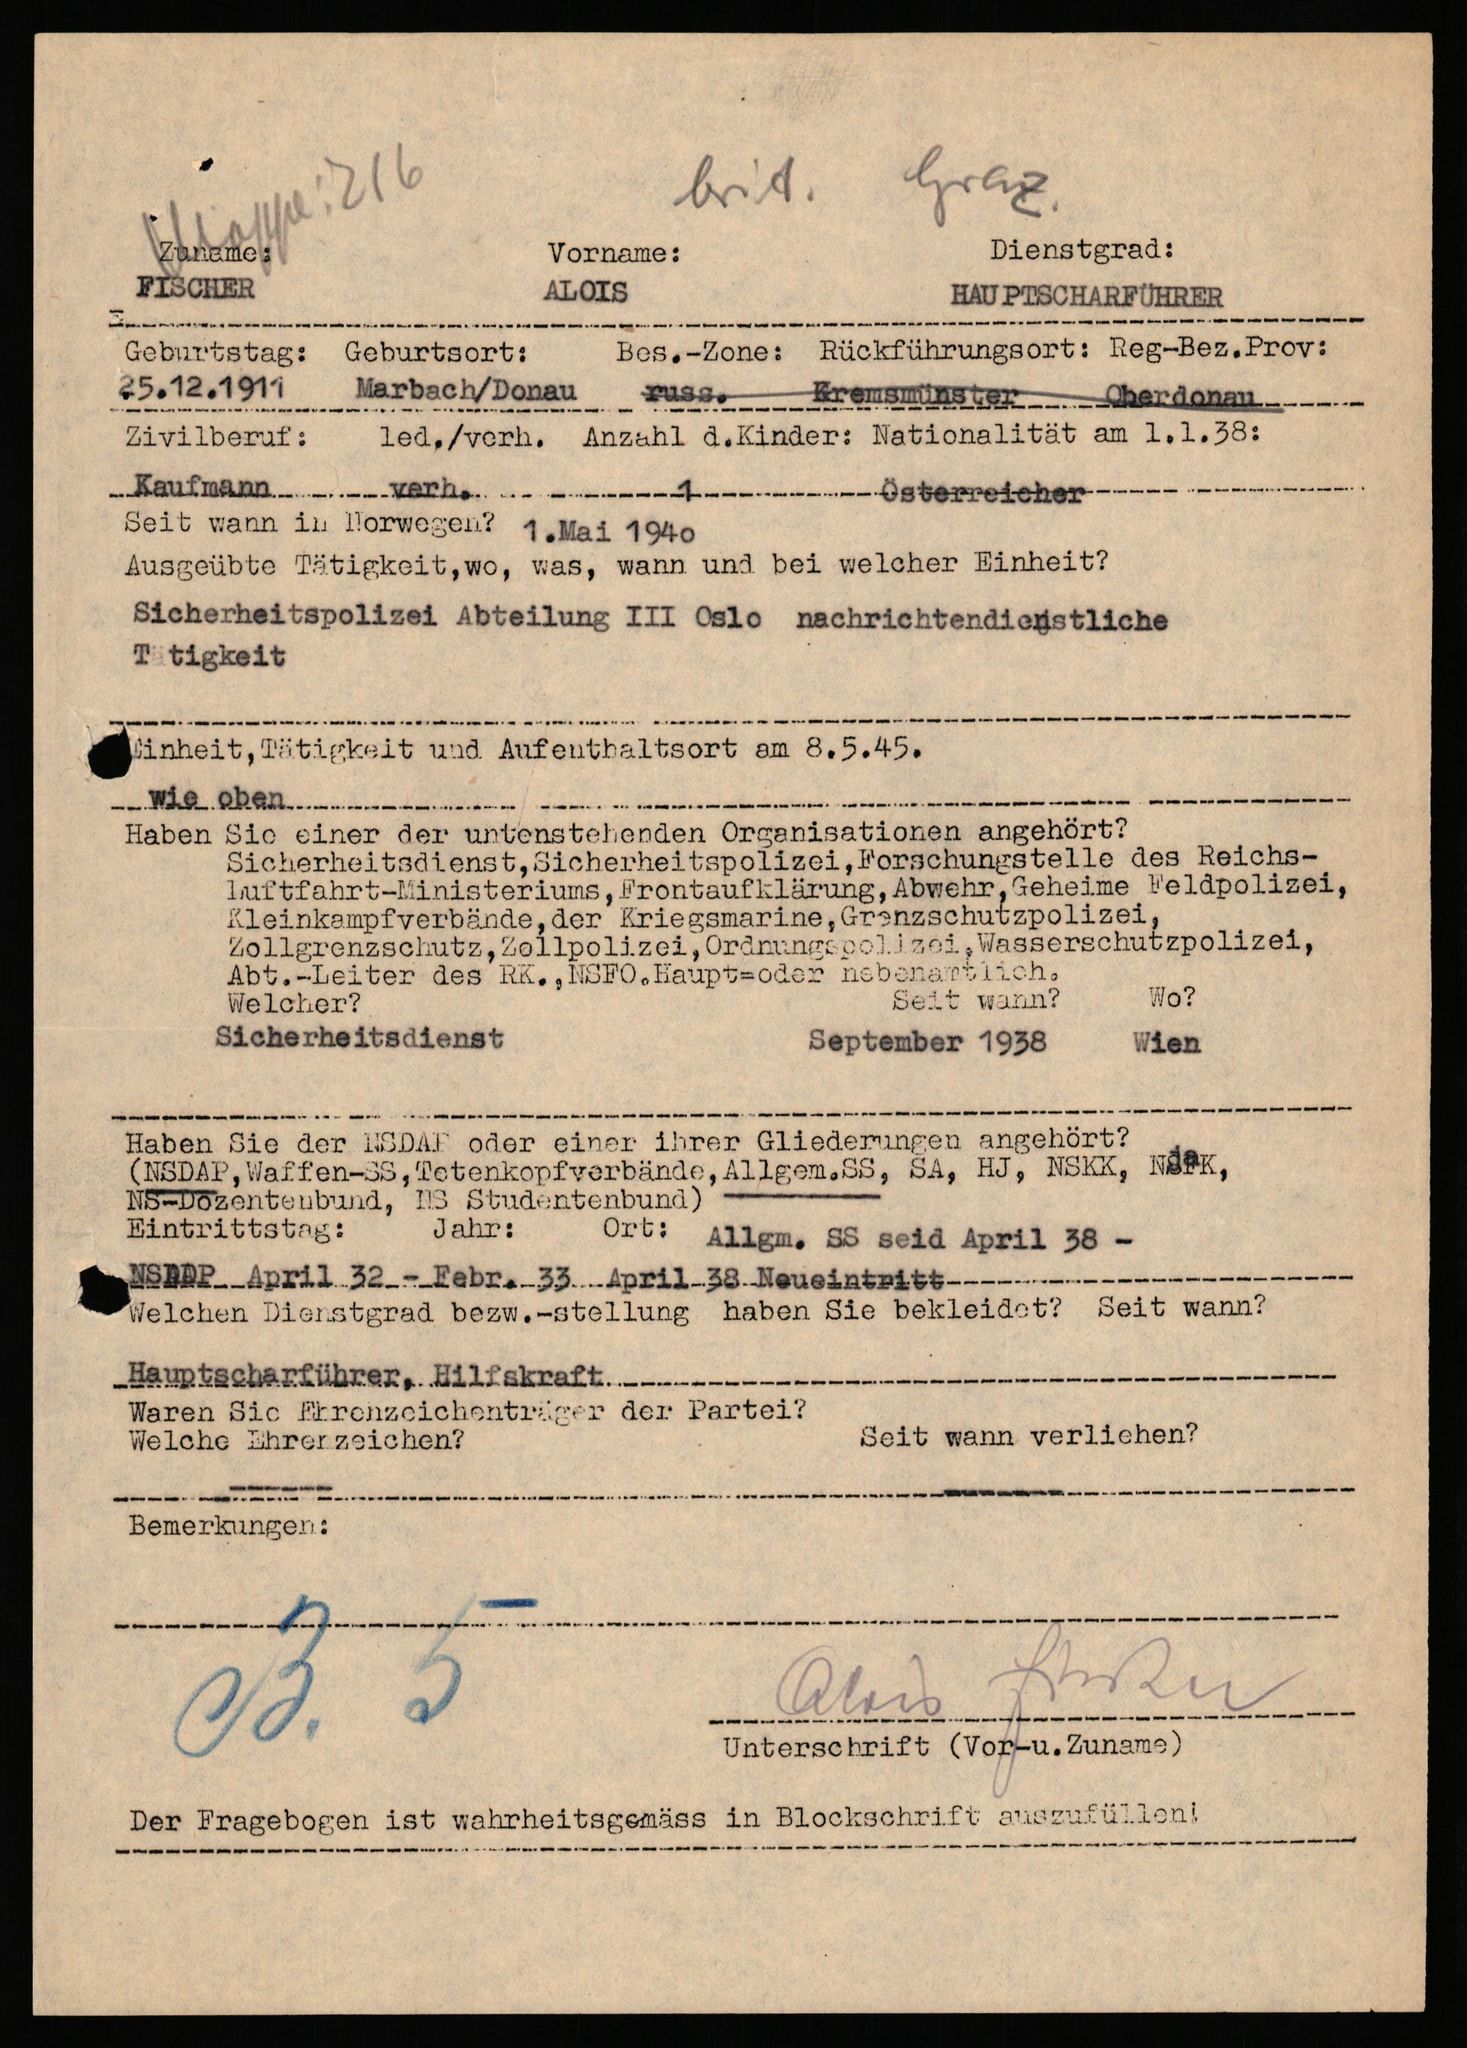 Mappe: 216
brit. Graz.
Zuname: Vorname: Dienstgrad:
FISCHER ALOIS HAUPTSCHARFÜHRER
Geburtstag: Geburtsort: Bes.-Zone: Rückführungsort: Reg-Bez.Prov:
25.12.1911 Marbach/Donau russ. Kremsmünster Oberdonau
Zivilberuf: led./verh. Anzahl d.Kinder: Nationalität am 1.1.38:
Kaufmann verh. 1 Österreicher
Seit wann in Norwegen? 1.Mai 1940
Ausgeübte Tätigkeit,wo, was, wann und bei welcher Einheit?
Sicherheitspolizei Abteilung III Oslo nachrichtendienstliche
Tätigkeit
Einheit,Tätigkeit und Aufenthaltsort am 8.5.45.
wie oben
Haben Sie einer der untenstehenden Organisationen angehört?
Sicherheitsdienst,Sicherheitspolizei,Forschungstelle des Reichs-
luftfahrt-Ministeriums,Frontaufklärung,Abwehr,Geheime Feldpolizei,
Kleinkampfverbände,der Kriegsmarine,Grenzschutzpolizei,
Zollgrenzschutz,Zollpolizei,Ordnungspolizei,Wasserschutzpolizei,
Abt.-Leiter des RK.,NSFO.Haupt=oder nebenamtlich.
Welcher? Seit wann? Wo?
Sicherheitsdienst September 1938 Wien
Haben Sie der NSDAP oder einer ihrer Gliederungen angehört?
(NSDAP,Waffen-SS,Totenkopfverbände,Allgem.SS, SA, HJ, NSKK, NSFK,
NS-Dozentenbund, NS Studentenbund)
Eintrittstag: Jahr: Ort: Allgm. SS seid April 38 -
NSDAP April 32 - Febr. 33 April 38 Neueintritt
Welchen Dienstgrad bezw.-stellung haben Sie bekleidet? Seit wann?
Hauptscharführer, Hilfskraft
Waren Sie Ehrenzeichenträger der Partei?
Welche Ehrenzeichen? Seit wann verliehen?
Bemerkungen:
B. 5
Alois Fischer
Unterschrift (Vor-u.Zuname)
Der Fragebogen ist wahrheitsgemäss in Blockschrift auszufüllen!